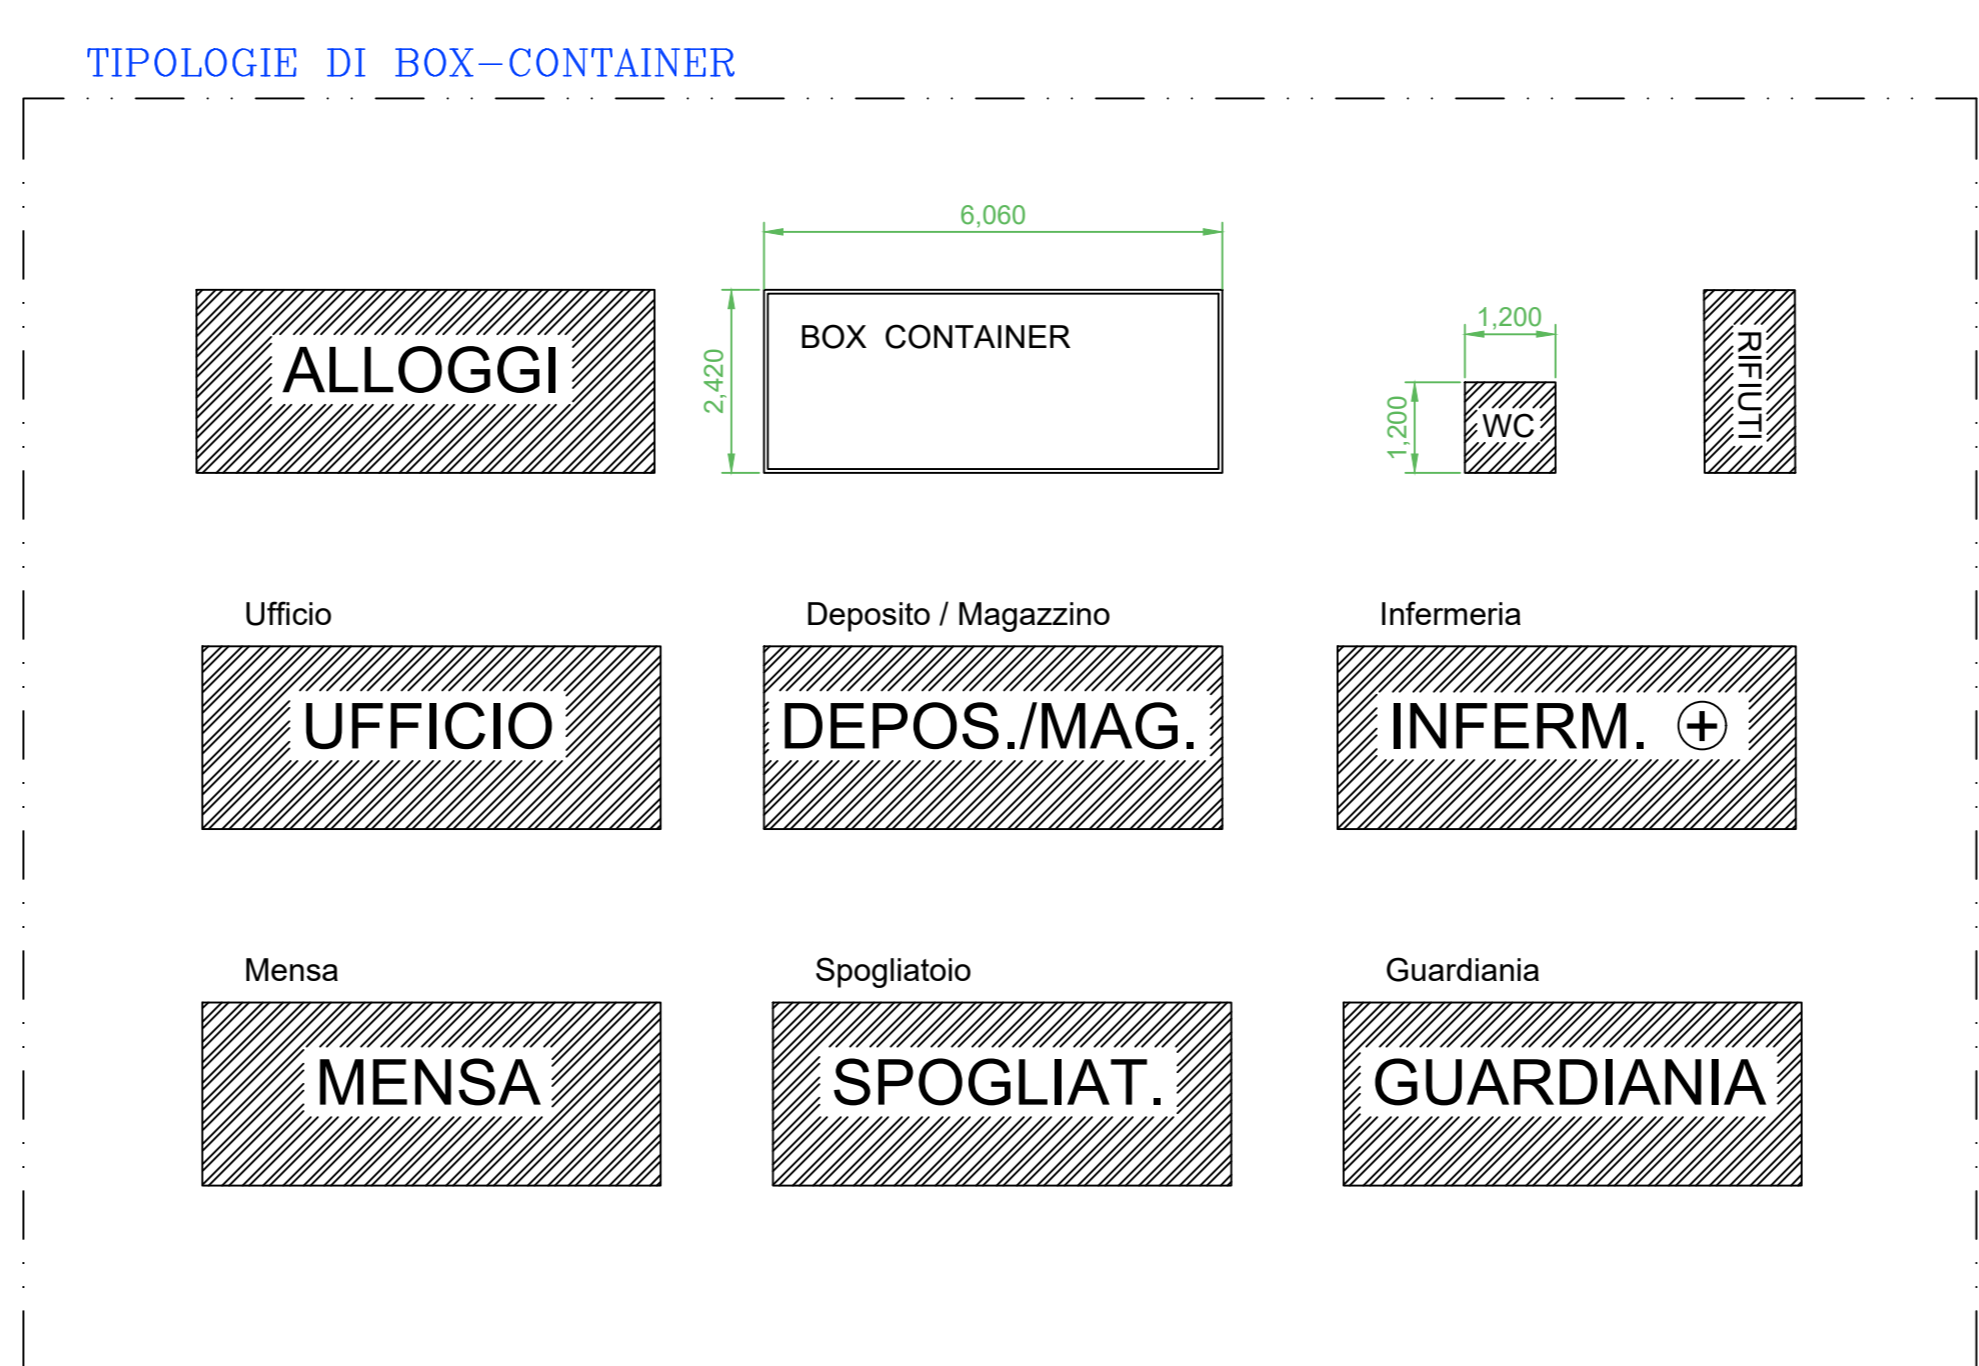 TIPOLOGIE DI BOX-CONTAINER
6,060
ALLOGGI
2,420
BOX CONTAINER
1,200
1,200
WC
RIFIUTI
Ufficio
Deposito / Magazzino
Infermeria
UFFICIO
DEPOS./MAG.
INFERM. +
Mensa
Spogliatoio
Guardiania
MENSA
SPOGLIAT.
GUARDIANIA